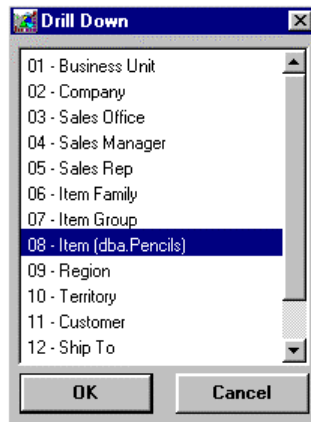 Drill Down
01 - Business Unit
02 - Company
03 - Sales Office
04 - Sales Manager
05 - Sales Rep
06 - Item Family
07 - Item Group
08 - Item (dba.Pencils)
09 - Region
10 - Territory
11 - Customer
12 - Ship To
OK Cancel